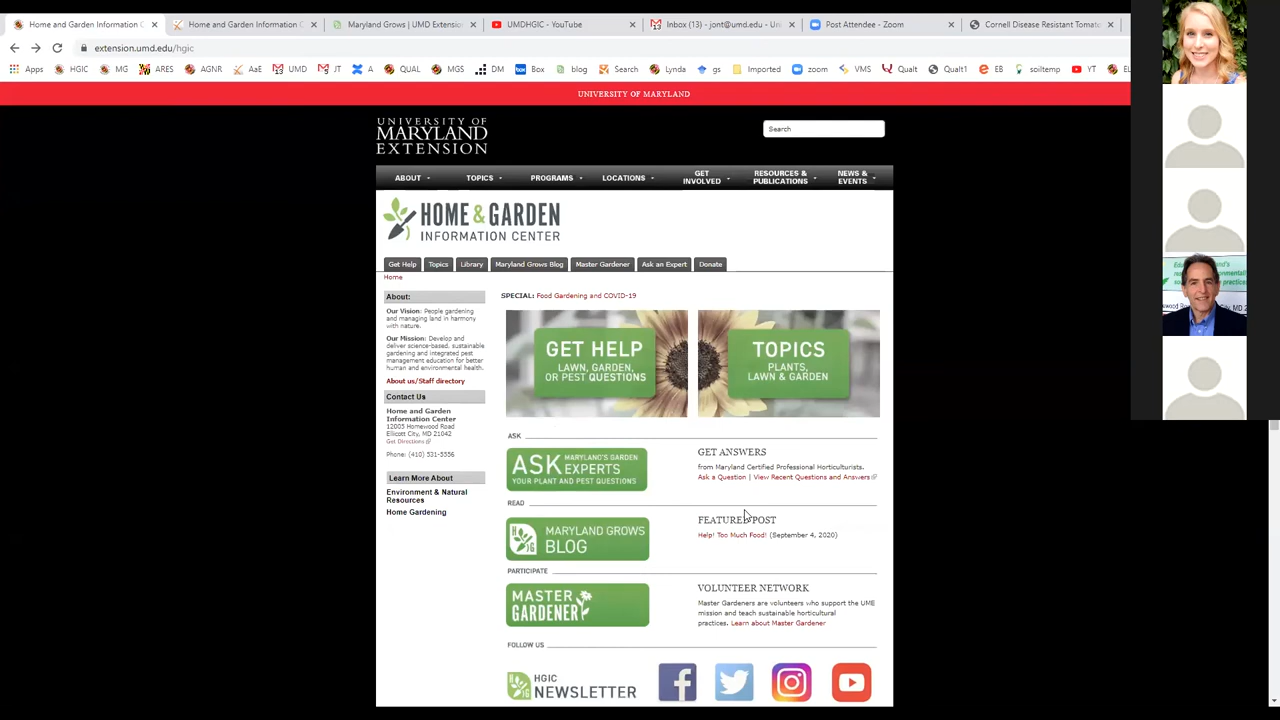 Home and Garden Information C
Home and Garden Information C
Maryland Grows | UMD Extensio
UMDHGIC - YouTube
Inbox (13) - jont@umd.edu - Un
Post Attendee - Zoom
Cornell Disease Resistant Tomato
extension.umd.edu/hgic
Apps HGIC MG ARES AGNR AaE UMD JT A QUAL MGS DM Box blog Search Lynda gs Imported zoom VMS Qualt Qualt1 EB soiltemp YT EL
UNIVERSITY OF MARYLAND
UNIVERSITY OF
MARYLAND
EXTENSION
Search
ABOUT TOPICS PROGRAMS LOCATIONS GET INVOLVED RESOURCES & PUBLICATIONS NEWS & EVENTS
HOME & GARDEN
INFORMATION CENTER
Get Help Topics Library Maryland Grows Blog Master Gardener Ask an Expert Donate
Home
About:
Our Vision: People gardening
and managing land in harmony
with nature.
Our Mission: Develop and
deliver science-based, sustainable
gardening and integrated pest
management education for better
human and environmental health.
About us/Staff directory
Contact Us
Home and Garden
Information Center
12005 Homewood Road
Ellicott City, MD 21042
Get Directions
Phone: (410) 531-5556
Learn More About
Environment & Natural
Resources
Home Gardening
SPECIAL: Food Gardening and COVID-19
GET HELP
LAWN, GARDEN,
OR PEST QUESTIONS
TOPICS
PLANTS,
LAWN & GARDEN
ASK
ASK MARYLAND'S GARDEN
EXPERTS
YOUR PLANT AND PEST QUESTIONS
GET ANSWERS
from Maryland Certified Professional Horticulturists.
Ask a Question | View Recent Questions and Answers
READ
MARYLAND GROWS
BLOG
FEATURED POST
Help! Too Much Food! (September 4, 2020)
PARTICIPATE
MASTER
GARDENER
VOLUNTEER NETWORK
Master Gardeners are volunteers who support the UME
mission and teach sustainable horticultural
practices. Learn about Master Gardener
FOLLOW US
HGIC
NEWSLETTER